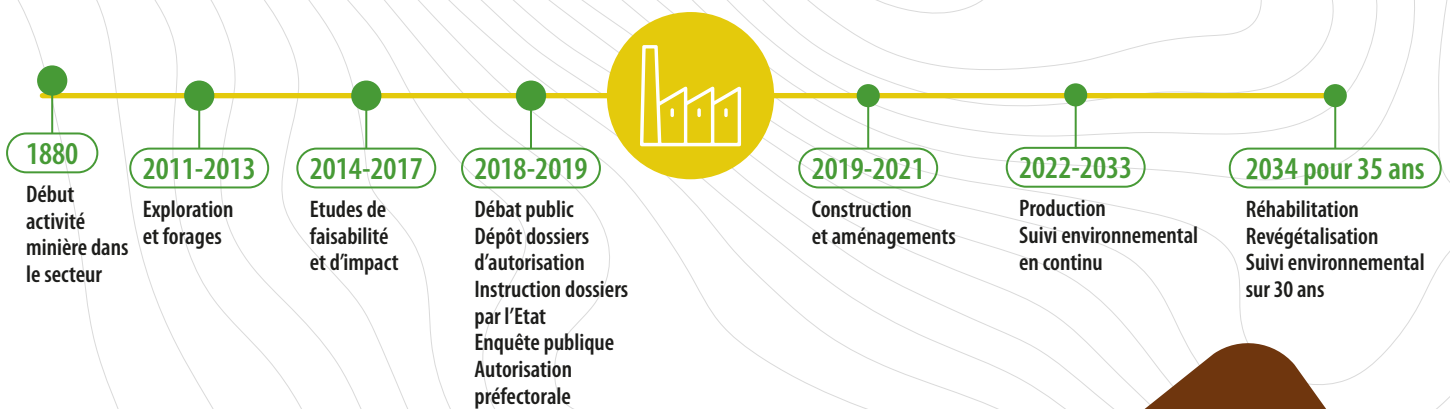 1880
Début
activité
minière dans
le secteur
2011-2013
Exploration
et forages
2014-2017
Etudes de
faisabilité
et d'impact
2018-2019
Débat public
Dépôt dossiers
d'autorisation
Instruction dossiers
par l'Etat
Enquête publique
Autorisation
préfectorale
2019-2021
Construction
et aménagements
2022-2033
Production
Suivi environnemental
en continu
2034 pour 35 ans
Réhabilitation
Revégétalisation
Suivi environnemental
sur 30 ans